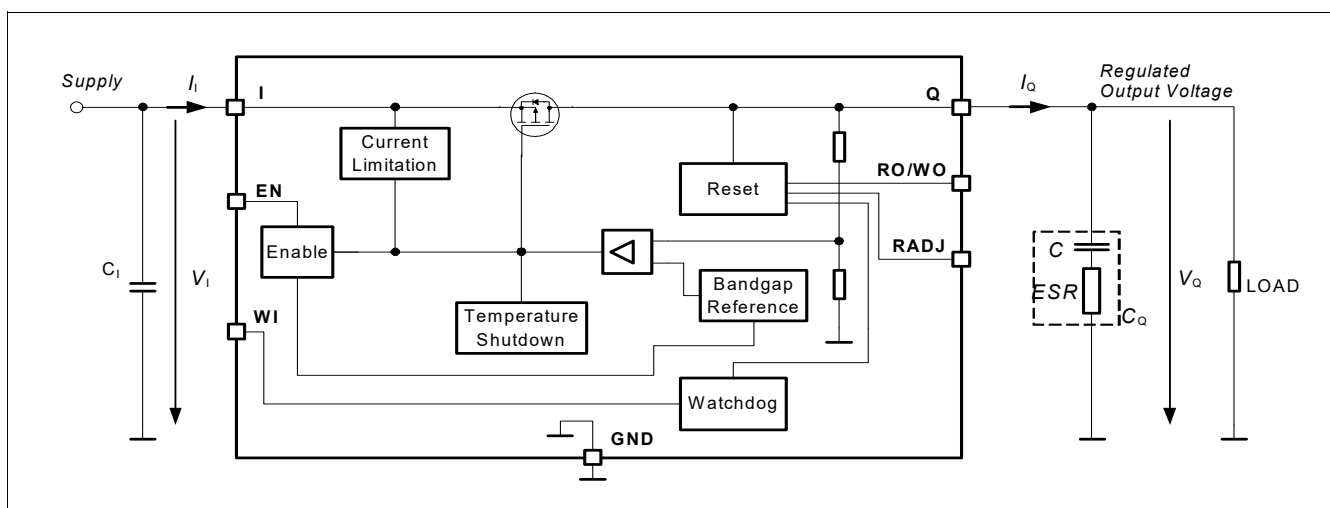 Supply
I_I
I
Q
I_Q
Regulated
Output Voltage
Current
Limitation
RO/WO
Reset
EN
RADJ
Enable
C_I
V_I
Bandgap
Reference
C
ESR
C_Q
V_Q
LOAD
WI
Temperature
Shutdown
Watchdog
GND